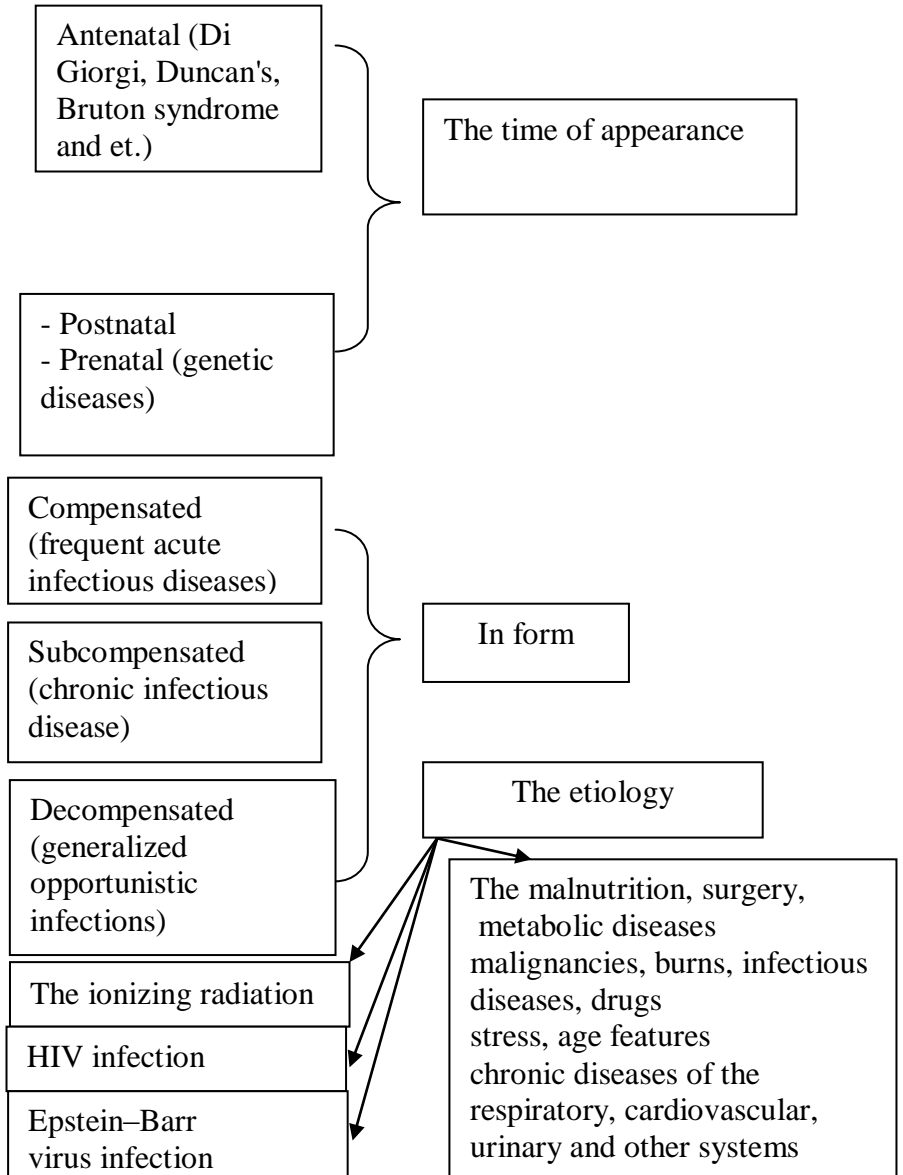 Antenatal (Di
Giorgi, Duncan's,
Bruton syndrome
and et.)
The time of appearance
- Postnatal
- Prenatal (genetic
diseases)
Compensated
(frequent acute
infectious diseases)
In form
Subcompensated
(chronic infectious
disease)
The etiology
Decompensated
(generalized
opportunistic
infections)
The malnutrition, surgery,
metabolic diseases
malignancies, burns, infectious
diseases, drugs
stress, age features
chronic diseases of the
respiratory, cardiovascular,
urinary and other systems
The ionizing radiation
HIV infection
Epstein–Barr
virus infection